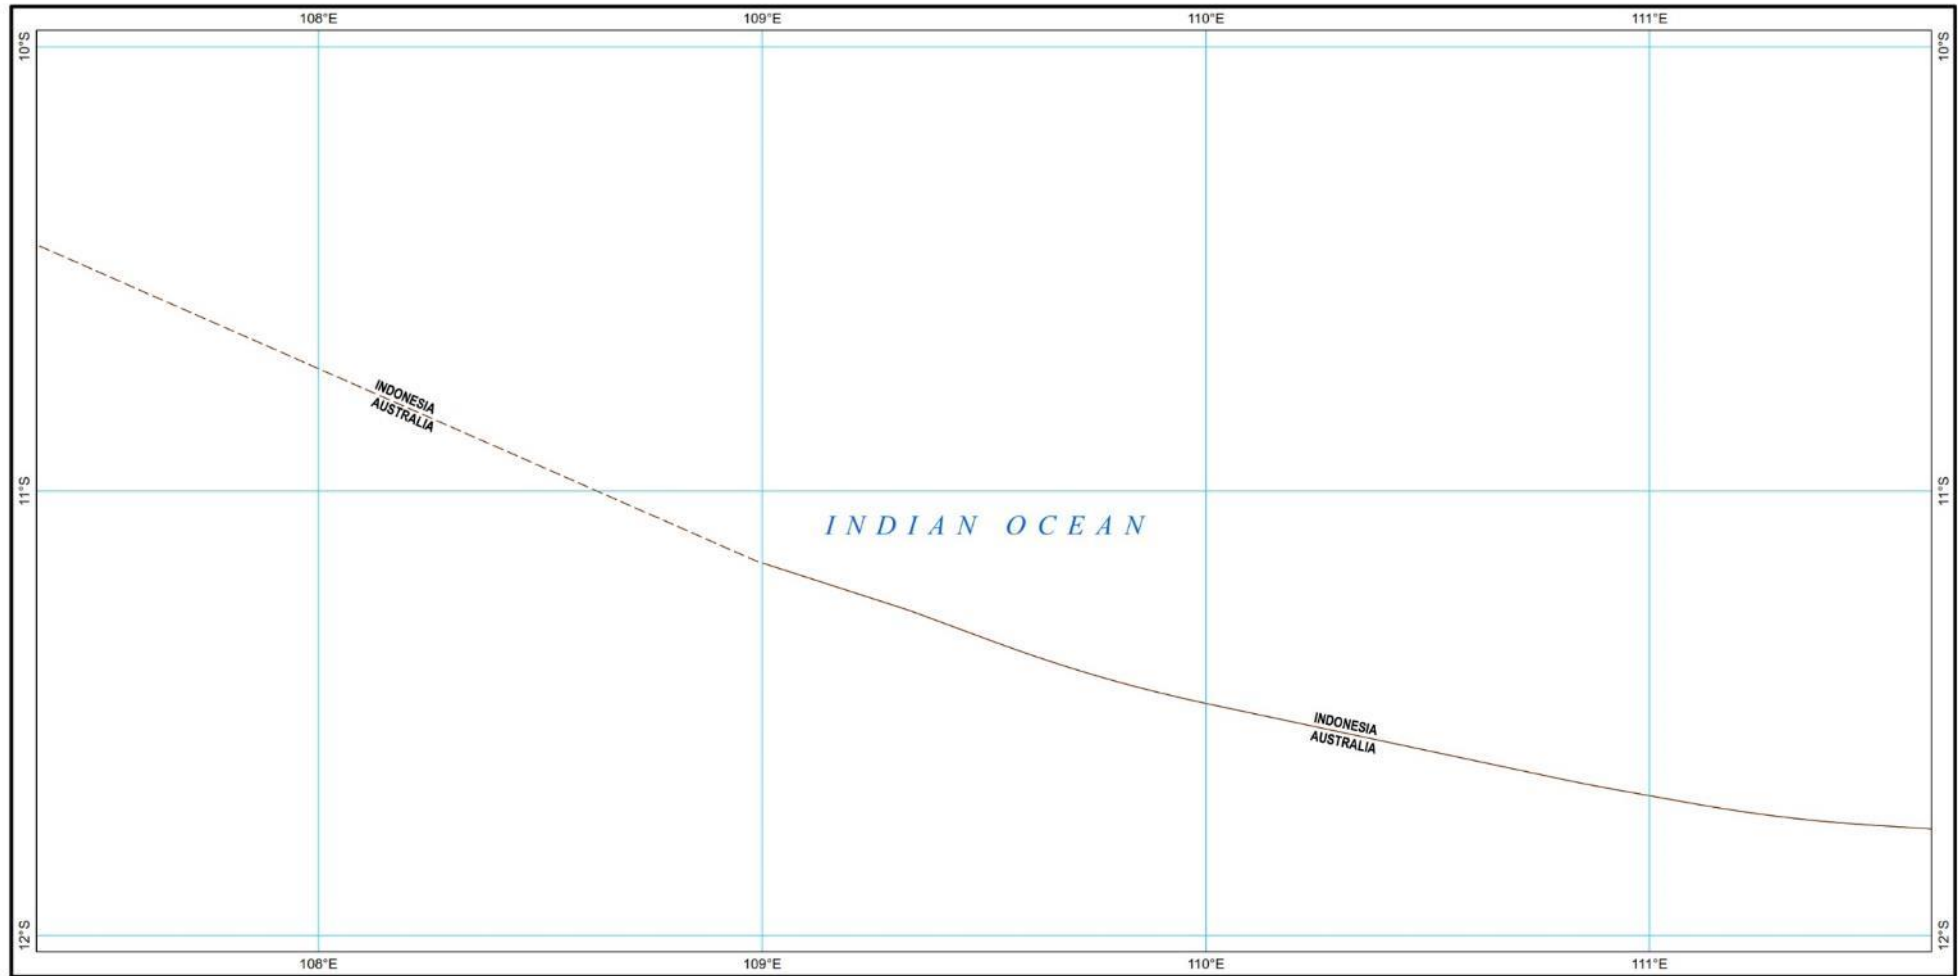 108°E
109°E
110°E
111°E
10°S
10°S
INDONESIA
AUSTRALIA
11°S
11°S
INDIAN OCEAN
INDONESIA
AUSTRALIA
12°S
12°S
108°E
109°E
110°E
111°E